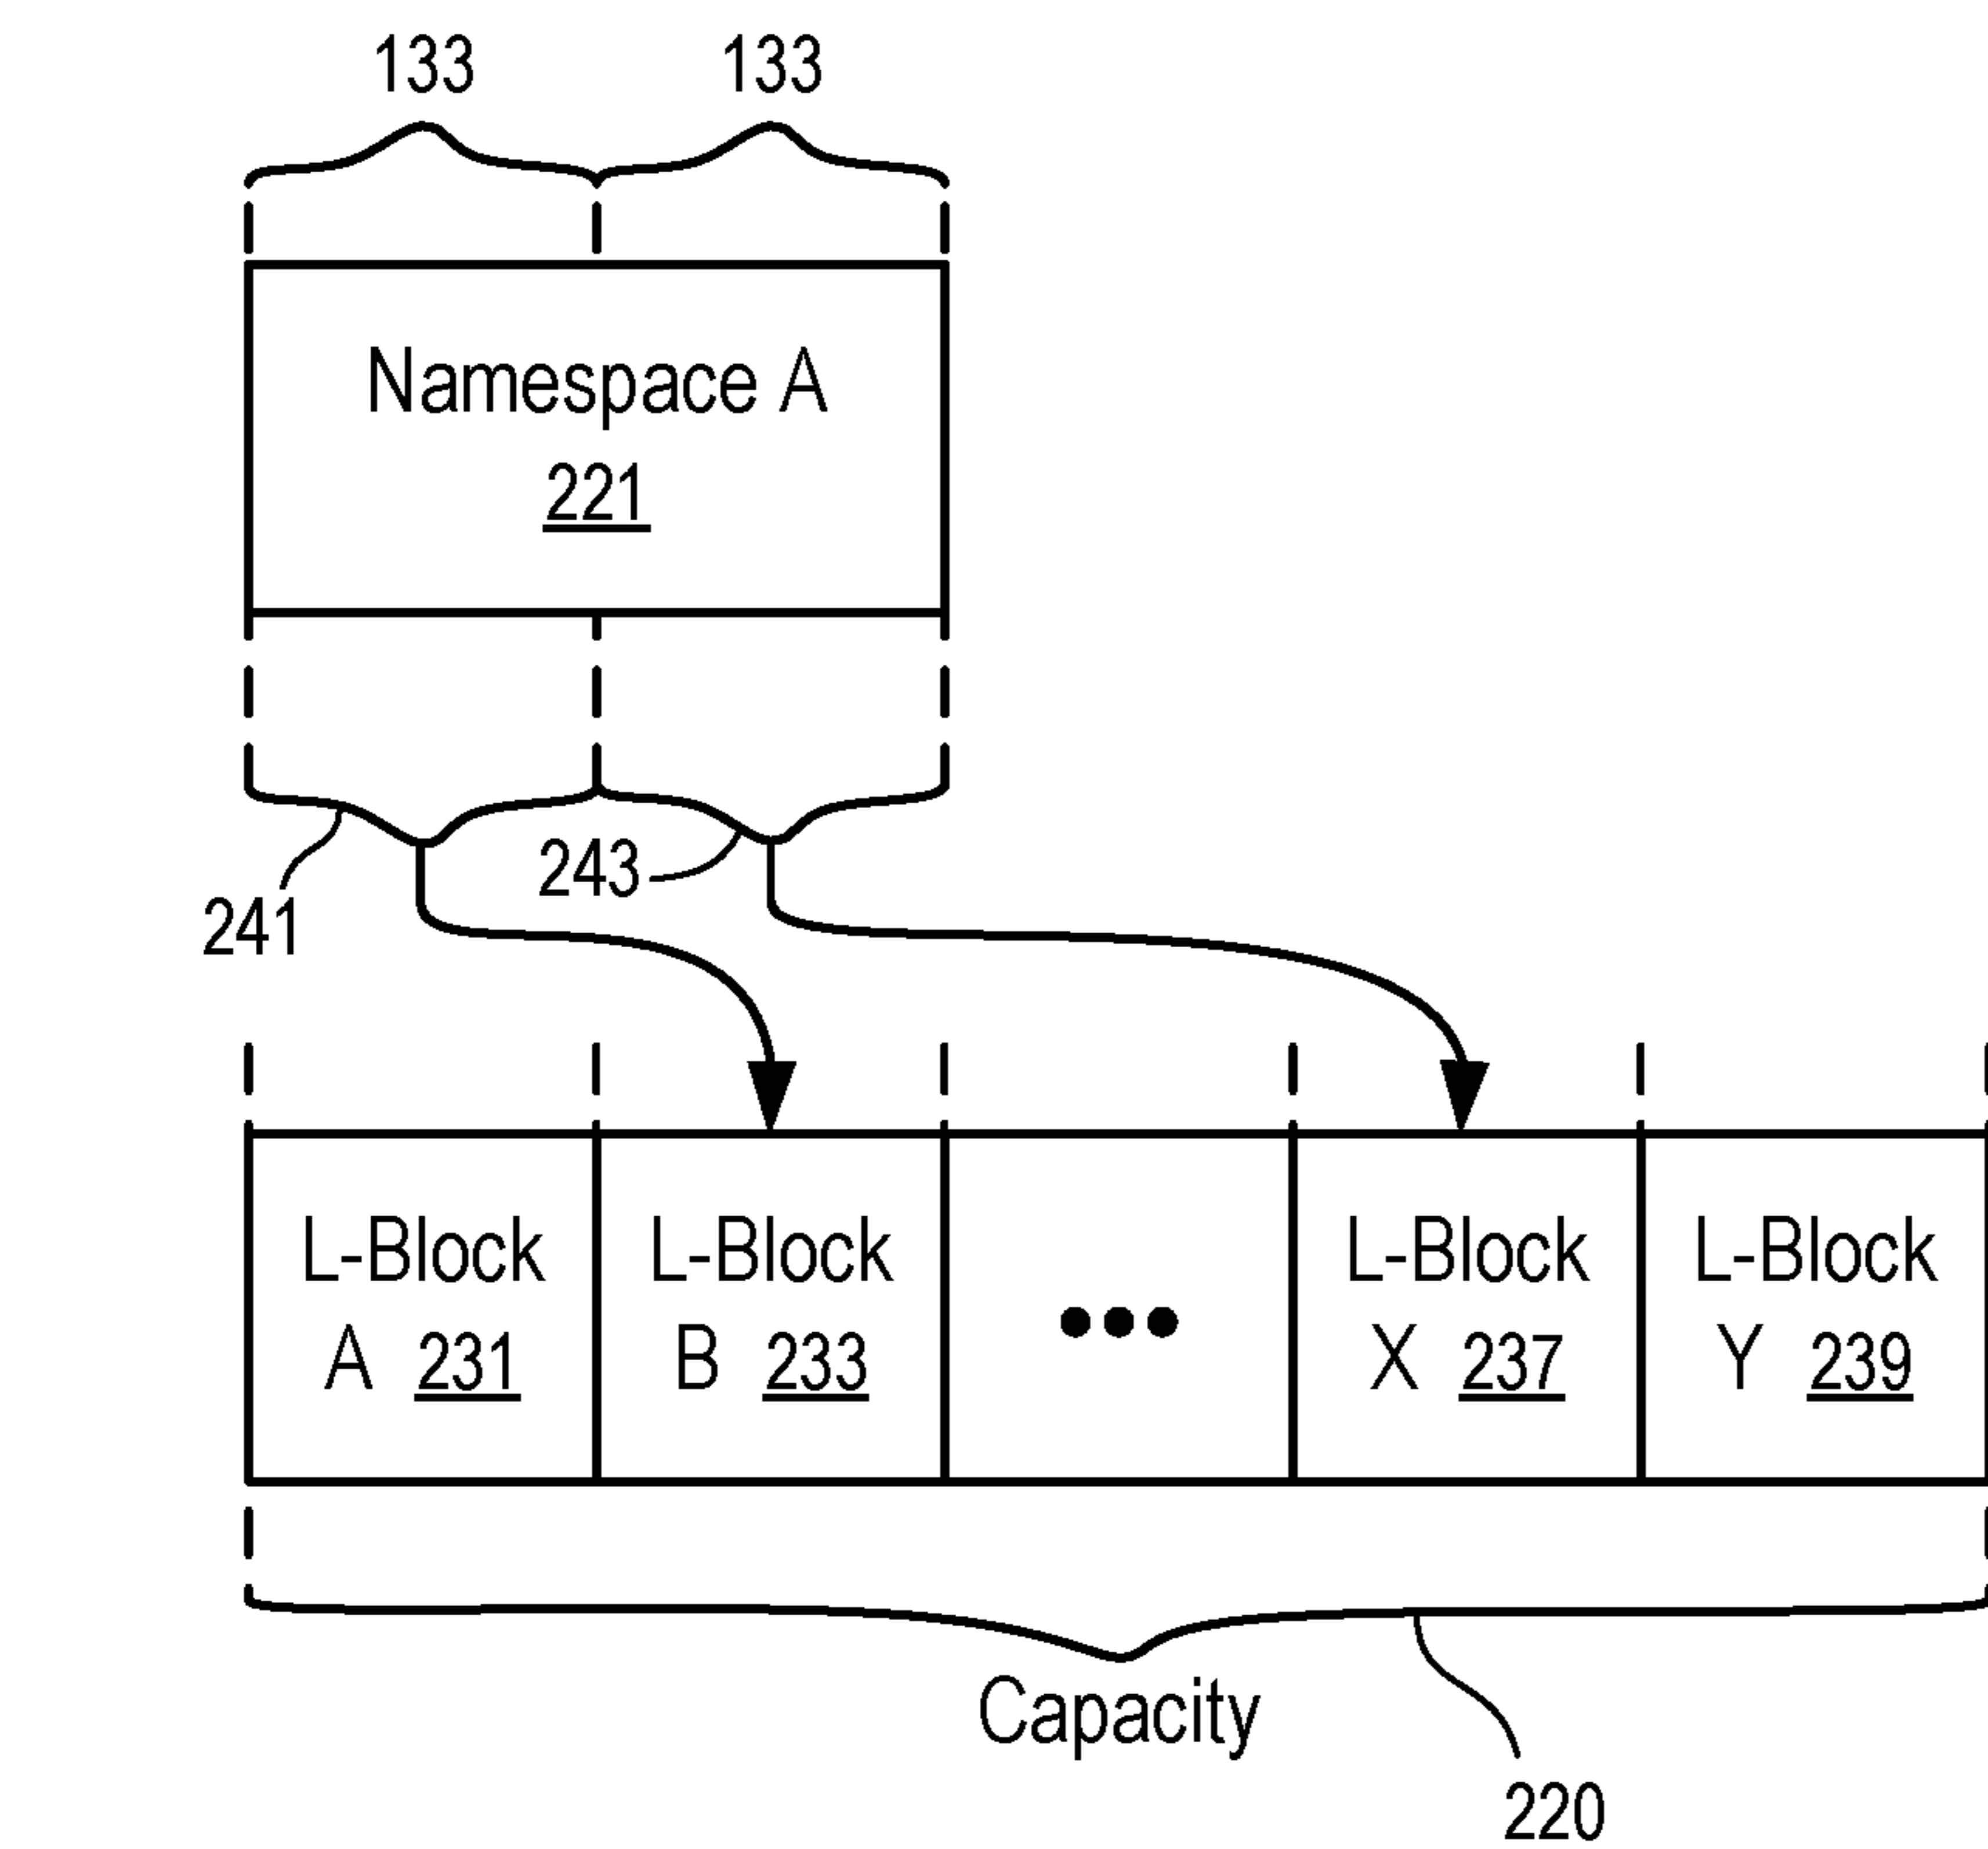 133 133
Namespace A
221
243
241
L-Block L-Block L-Block L-Block
A 231 B 233 ••• X 237 Y 239
Capacity
220